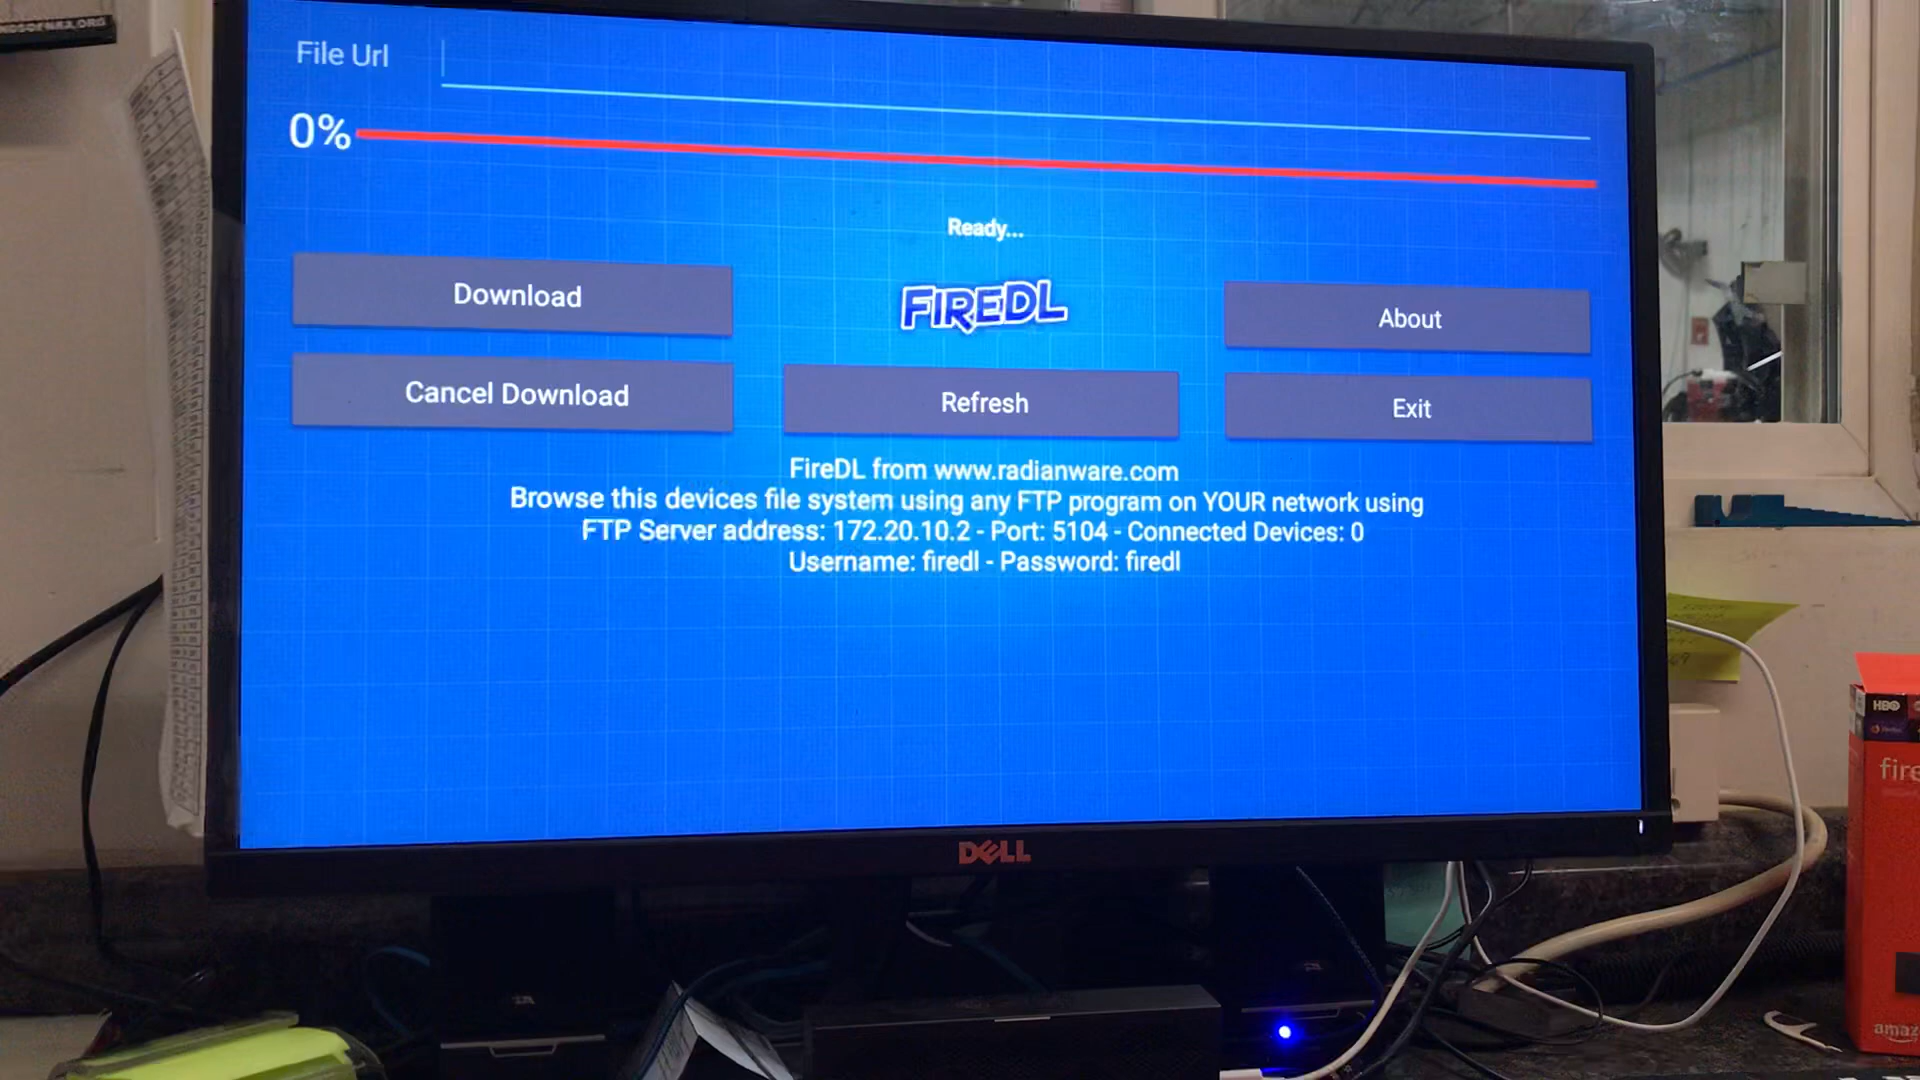 File Url
0%
Ready...
Download
FIREDL
About
Cancel Download
Refresh
Exit
FireDL from www.radianware.com
Browse this devices file system using any FTP program on YOUR network using
FTP Server address: 172.20.10.2 - Port: 5104 - Connected Devices: 0
Username: firedl - Password: firedl
DELL
HBO
fire
amaz